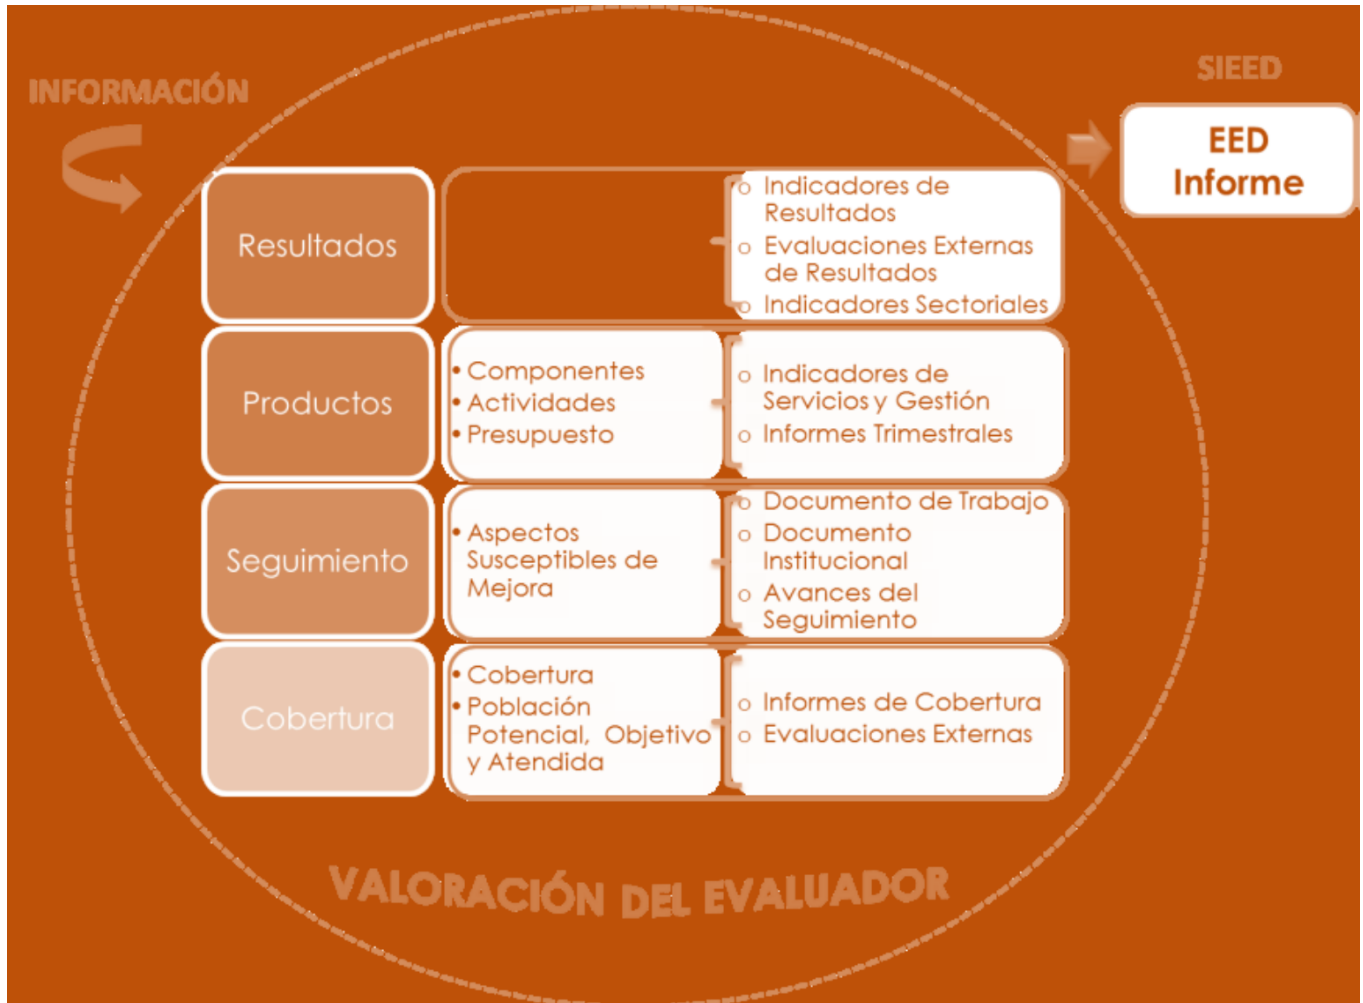 INFORMACIÓN
SIEED
EED
Informe
Resultados
o Indicadores de
Resultados
o Evaluaciones Externas
de Resultados
o Indicadores Sectoriales
Productos
• Componentes
• Actividades
• Presupuesto
o Indicadores de
Servicios y Gestión
o Informes Trimestrales
Seguimiento
• Aspectos
Susceptibles de
Mejora
o Documento de Trabajo
o Documento
Institucional
o Avances del
Seguimiento
Cobertura
• Cobertura
• Población
Potencial, Objetivo
y Atendida
o Informes de Cobertura
o Evaluaciones Externas
VALORACIÓN DEL EVALUADOR